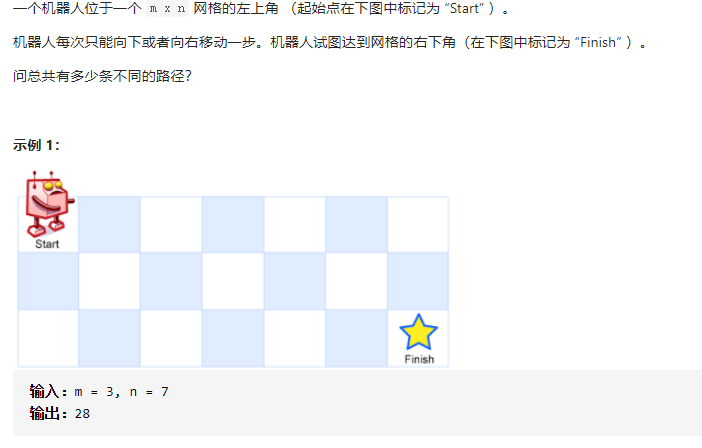 一个机器人位于一个 m x n 网格的左上角 （起始点在下图中标记为 “Start” ）。
机器人每次只能向下或者向右移动一步。机器人试图达到网格的右下角（在下图中标记为 “Finish” ）。
问总共有多少条不同的路径？
示例 1：
Start
Finish
输入：m = 3, n = 7
输出：28